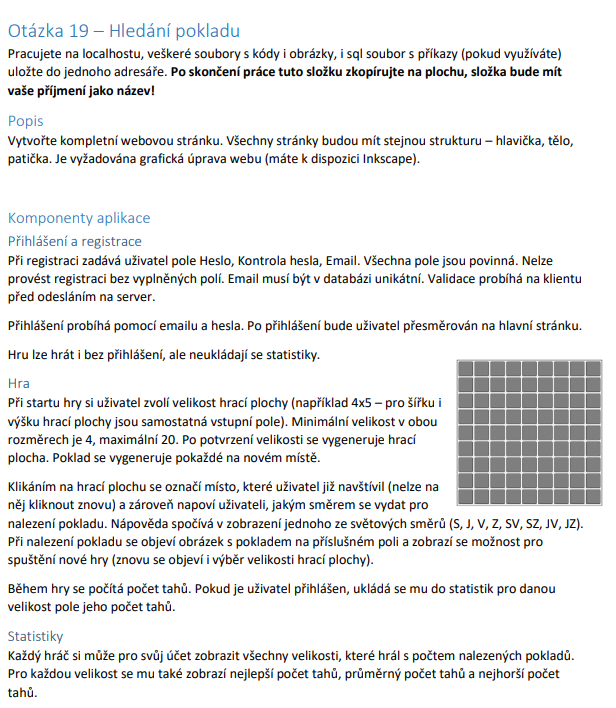 Otázka 19 – Hledání pokladu
Pracujete na localhostu, veškeré soubory s kódy i obrázky, i sql soubor s příkazy (pokud využíváte)
uložte do jednoho adresáře. Po skončení práce tuto složku zkopírujte na plochu, složka bude mít
vaše příjmení jako název!
Popis
Vytvořte kompletní webovou stránku. Všechny stránky budou mít stejnou strukturu – hlavička, tělo,
patička. Je vyžadována grafická úprava webu (máte k dispozici Inkscape).
Komponenty aplikace
Přihlášení a registrace
Při registraci zadává uživatel pole Heslo, Kontrola hesla, Email. Všechna pole jsou povinná. Nelze
provést registraci bez vyplněných polí. Email musí být v databázi unikátní. Validace probíhá na klientu
před odesláním na server.
Přihlášení probíhá pomocí emailu a hesla. Po přihlášení bude uživatel přesměrován na hlavní stránku.
Hru lze hrát i bez přihlášení, ale neukládají se statistiky.
Hra
Při startu hry si uživatel zvolí velikost hrací plochy (například 4x5 – pro šířku i
výšku hrací plochy jsou samostatná vstupní pole). Minimální velikost v obou
rozměrech je 4, maximální 20. Po potvrzení velikosti se vygeneruje hrací
plocha. Poklad se vygeneruje pokaždé na novém místě.
Klikáním na hrací plochu se označí místo, které uživatel již navštívil (nelze na
něj kliknout znovu) a zároveň napoví uživateli, jakým směrem se vydat pro
nalezení pokladu. Nápověda spočívá v zobrazení jednoho ze světových směrů (S, J, V, Z, SV, SZ, JV, JZ).
Při nalezení pokladu se objeví obrázek s pokladem na příslušném poli a zobrazí se možnost pro
spuštění nové hry (znovu se objeví i výběr velikosti hrací plochy).
Během hry se počítá počet tahů. Pokud je uživatel přihlášen, ukládá se mu do statistik pro danou
velikost pole jeho počet tahů.
Statistiky
Každý hráč si může pro svůj účet zobrazit všechny velikosti, které hrál s počtem nalezených pokladů.
Pro každou velikost se mu také zobrazí nejlepší počet tahů, průměrný počet tahů a nejhorší počet
tahů.